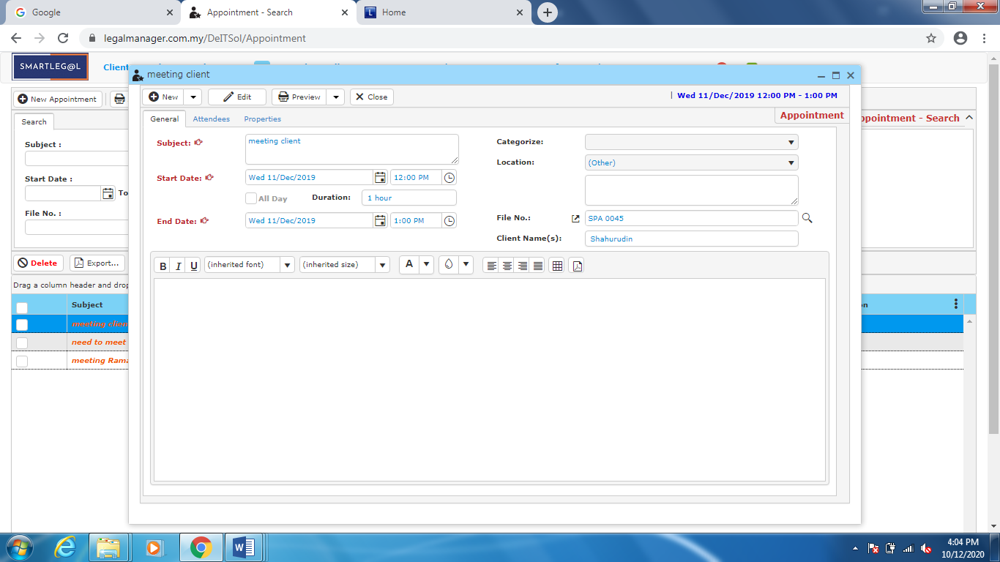 Google
Appointment - Search
Home
legalmanager.com.my/DeITSol/Appointment
SMARTLEG@L
Client
meeting client
New Appointment
New
Edit
Preview
Close
Wed 11/Dec/2019 12:00 PM - 1:00 PM
General
Attendees
Properties
Appointment
Appointment - Search
Search
Subject :
Start Date :
To
File No. :
Subject:
meeting client
Categorize:
Location:
(Other)
Start Date:
Wed 11/Dec/2019
12:00 PM
All Day
Duration:
1 hour
End Date:
Wed 11/Dec/2019
1:00 PM
File No.:
SPA 0045
Client Name(s):
Shahurudin
Delete
Export...
B I U
(inherited font)
(inherited size)
A
Drag a column header and drop
Subject
meeting client
need to meet
meeting Rama
4:04 PM
10/12/2020